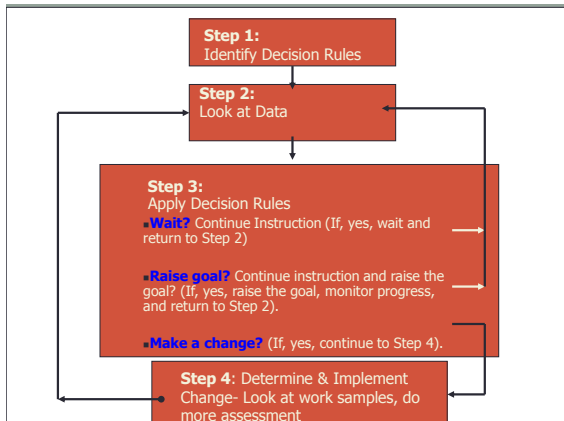 Step 1:
Identify Decision Rules
Step 2:
Look at Data
Step 3:
Apply Decision Rules
▪Wait? Continue Instruction (If, yes, wait and
return to Step 2)
▪Raise goal? Continue instruction and raise the
goal? (If, yes, raise the goal, monitor progress,
and return to Step 2).
▪Make a change? (If, yes, continue to Step 4).
Step 4: Determine & Implement
Change- Look at work samples, do
more assessment